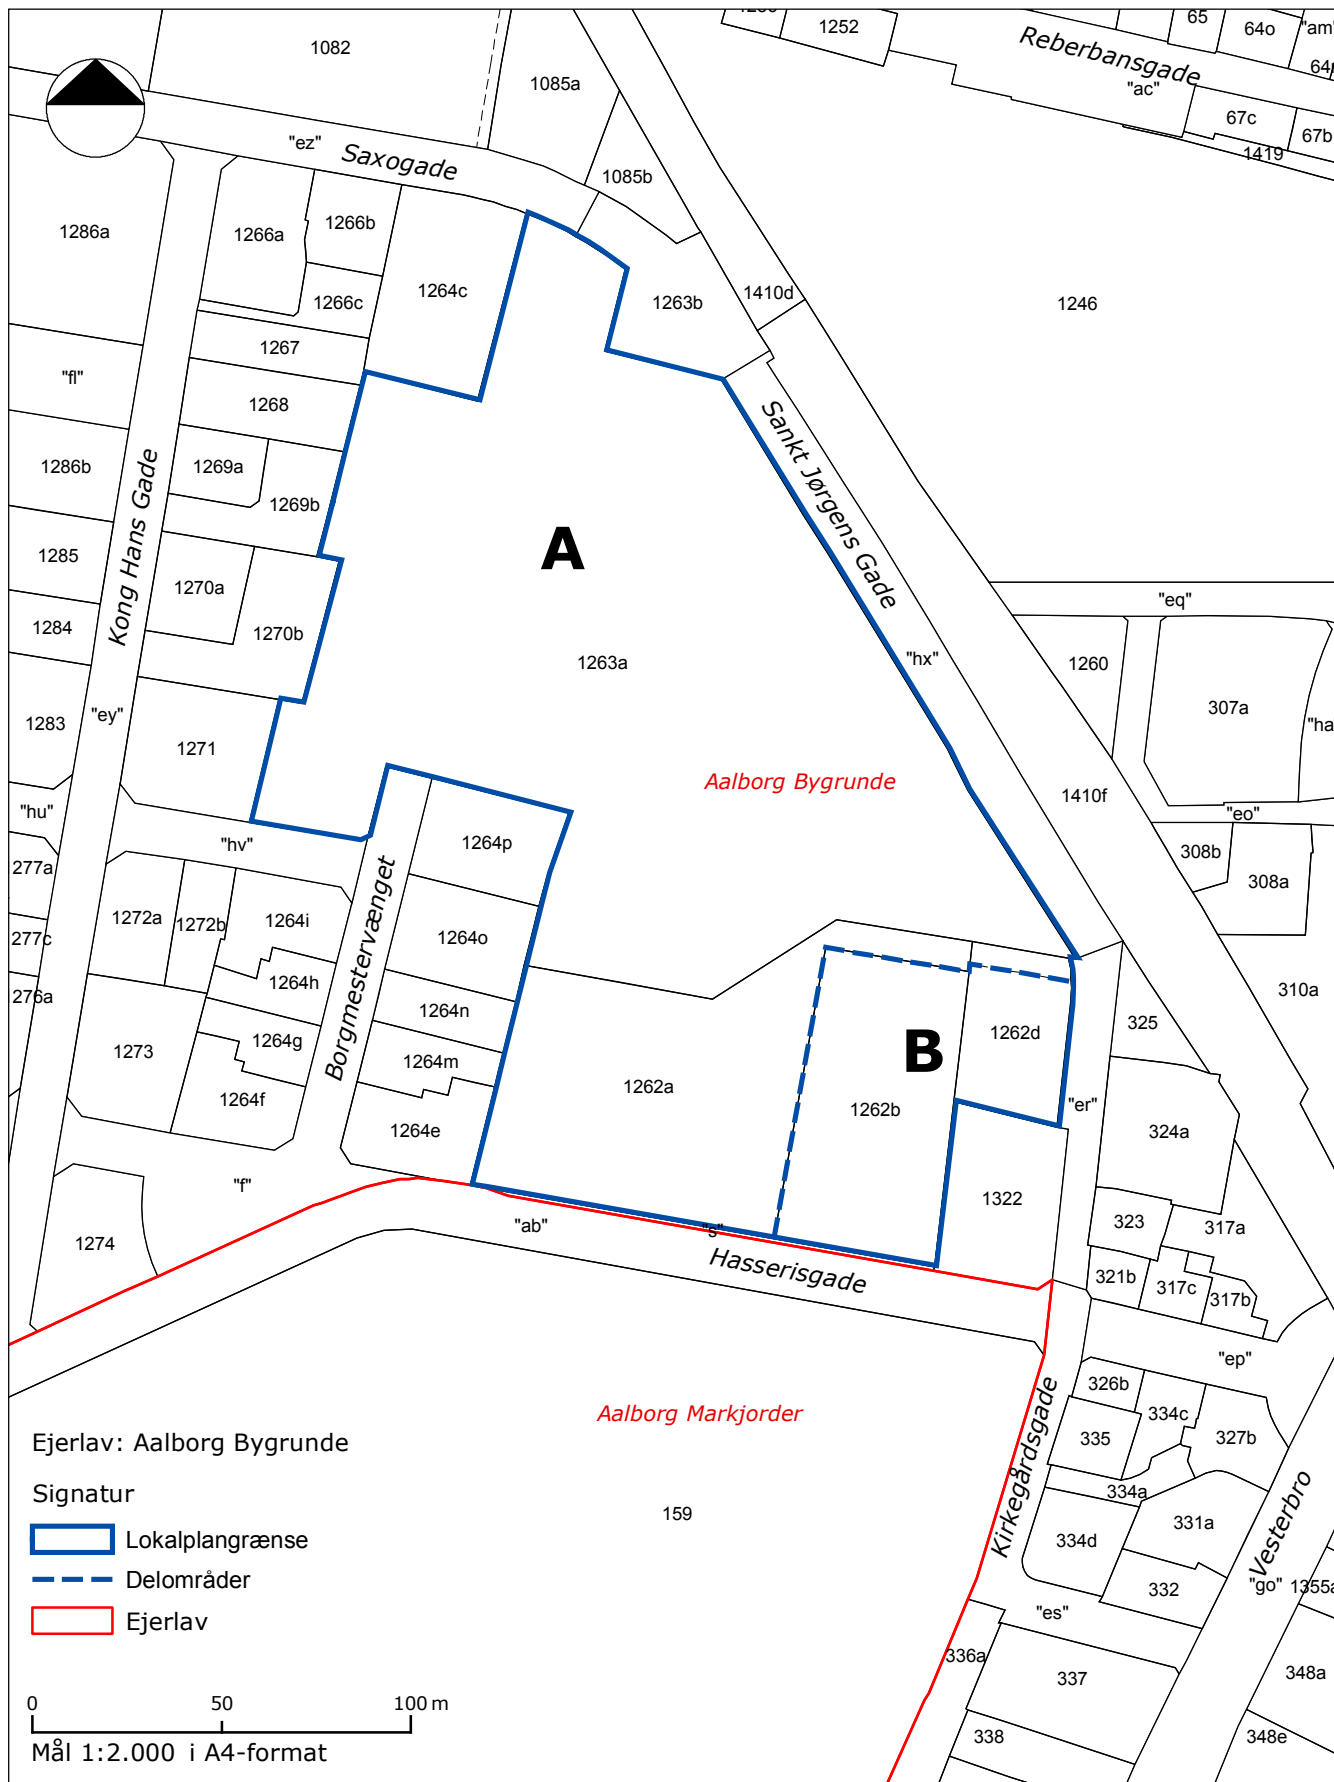 1082
1085a
1252
65
64o
"am"
Reberbansgade
"ac"
67c
67b
1419
"ez"
Saxogade
1085b
1286a
1266a
1266b
1264c
1266c
1263b
1410d
1246
1267
"fl"
1268
1286b
1269a
1269b
Kong Hans Gade
Sankt Jørgens Gade
A
1285
1270a
1284
1270b
1263a
"hx"
"eq"
1260
307a
"ha
1283
"ey"
1271
Aalborg Bygrunde
1410f
"hu"
"hv"
"eo"
277a
1264p
308b
308a
1272a
1272b
1264i
Borgmestervænget
1264o
277c
1264h
276a
1264n
310a
1273
1264g
1264m
1264f
1264e
1262a
1262b
B
1262d
325
"er"
324a
"f"
1322
323
317a
1274
"ab"
"s"
Hasserisgade
321b
317c
317b
"ep"
326b
334c
327b
335
Aalborg Markjorder
334a
331a
Kirkegårdsgade
Vesterbro
159
334d
332
"go"
1355a
"es"
336a
337
348a
338
348e
Ejerlav: Aalborg Bygrunde
Signatur
Lokalplangrænse
Delområder
Ejerlav
0 50 100 m
Mål 1:2.000 i A4-format